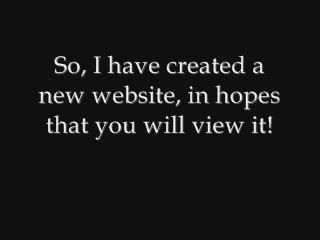 So, I have created a
new website, in hopes
that you will view it!